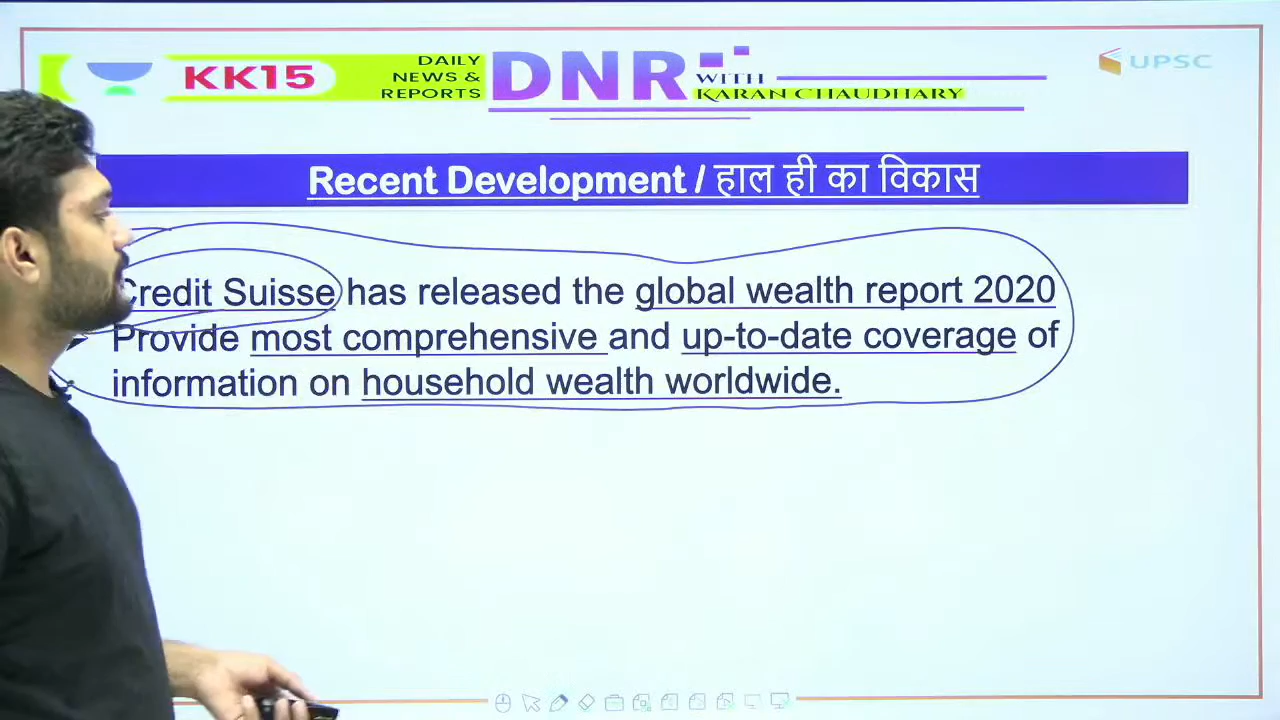 KK15
DAILY
NEWS &
REPORTS
DNR
WITH
KARAN CHAUDHARY
UPSC
Recent Development / हाल ही का विकास
Credit Suisse has released the global wealth report 2020
Provide most comprehensive and up-to-date coverage of
information on household wealth worldwide.